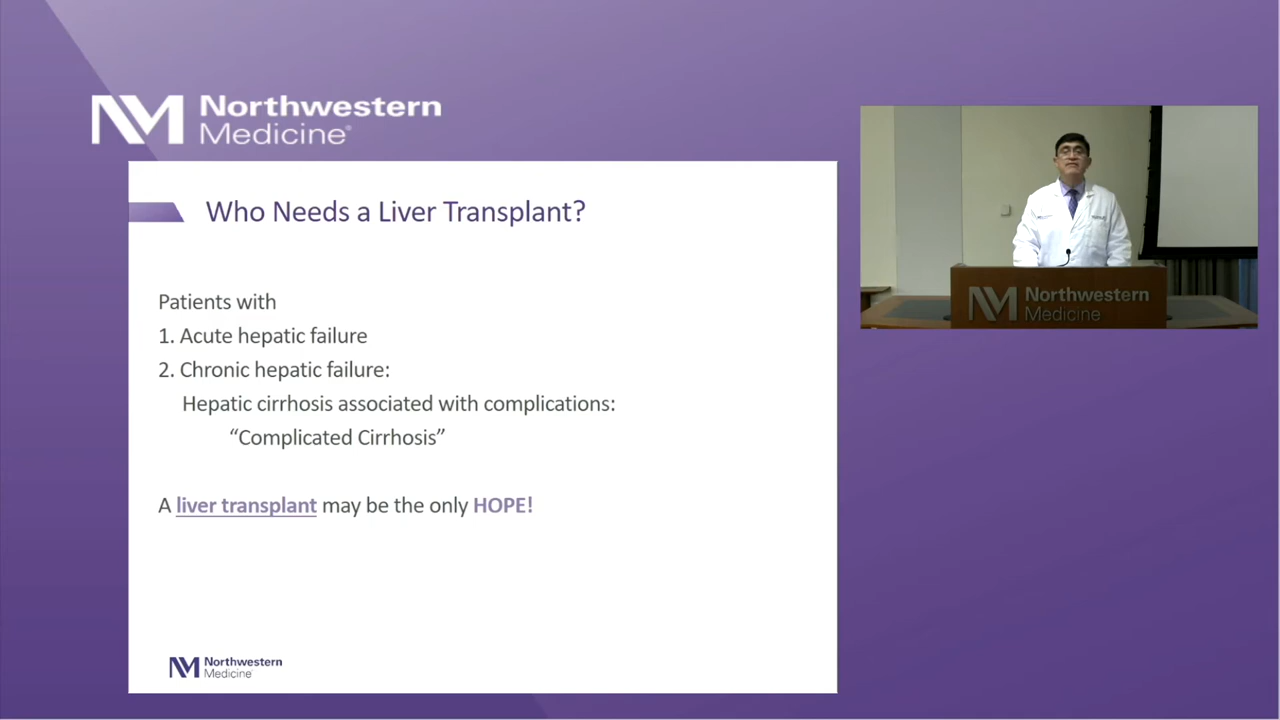 Northwestern
Medicine®
Who Needs a Liver Transplant?
Patients with
1. Acute hepatic failure
2. Chronic hepatic failure:
Hepatic cirrhosis associated with complications:
“Complicated Cirrhosis”
A liver transplant may be the only HOPE!
Northwestern
Medicine
Northwestern
Medicine